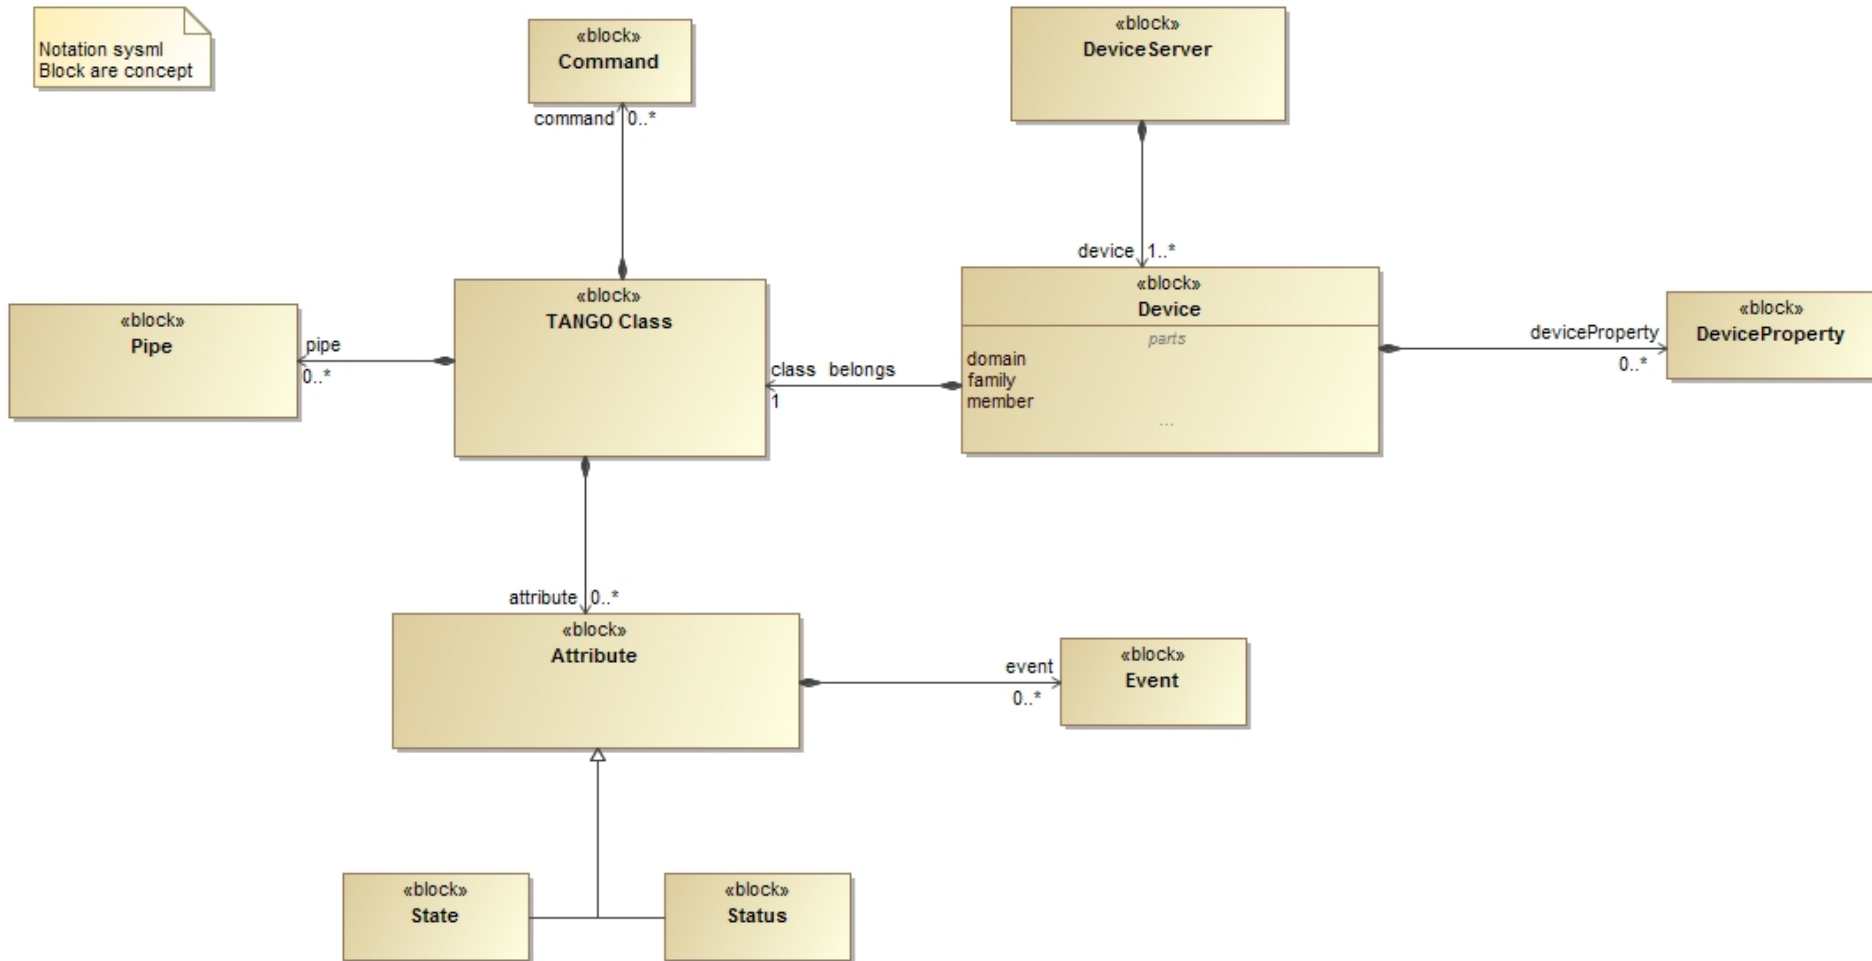 Notation sysml
Block are concept
«block»
Command
command 0..*
«block»
DeviceServer
device 1..*
«block»
Pipe
pipe
0..*
«block»
TANGO Class
class belongs
1
«block»
Device
parts
domain
family
member
...
deviceProperty
0..*
«block»
DeviceProperty
attribute 0..*
«block»
Attribute
event
0..*
«block»
Event
«block»
State
«block»
Status